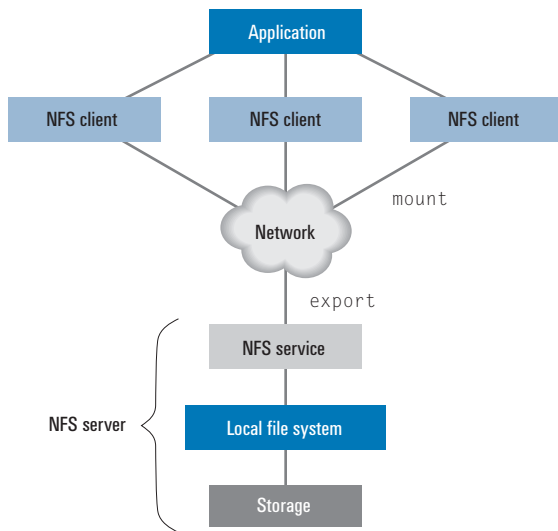 Application
NFS client
NFS client
NFS client
mount
Network
export
NFS service
NFS server
Local file system
Storage